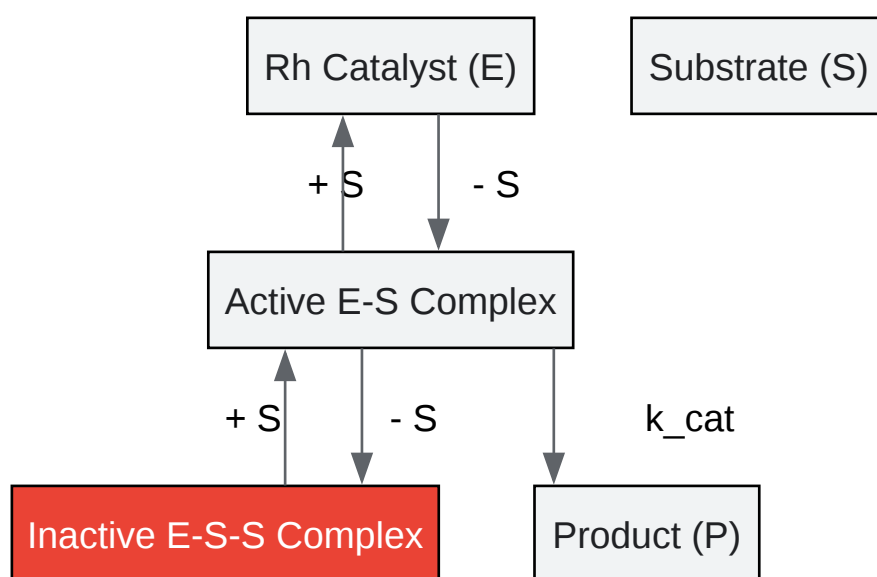 Rh Catalyst (E)
Substrate (S)
+ S
- S
Active E-S Complex
+ S
- S
k_cat
Inactive E-S-S Complex
Product (P)